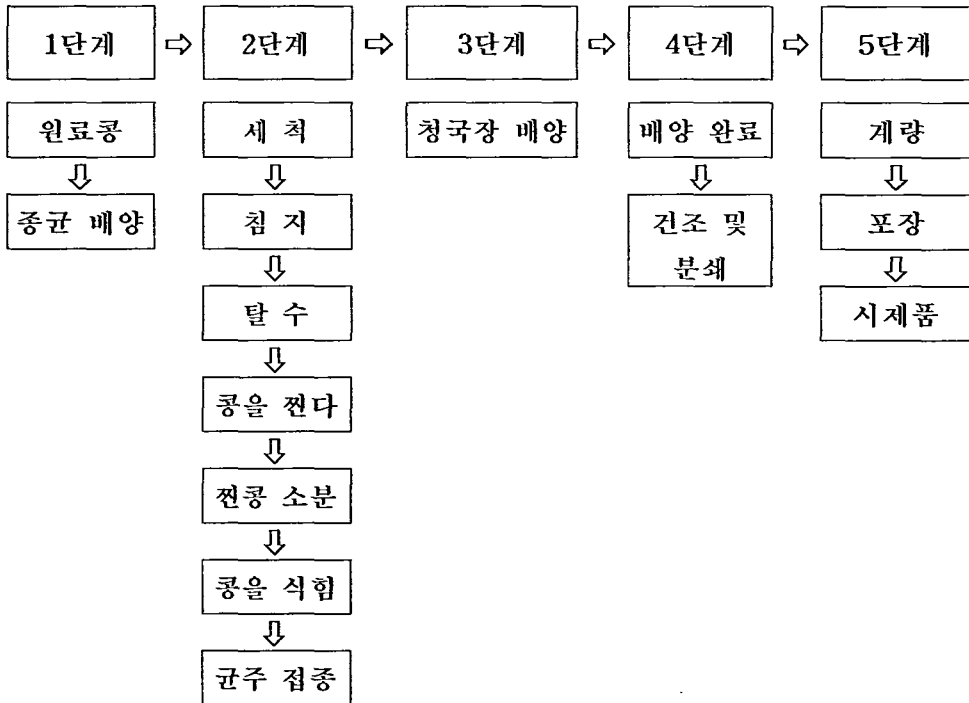 1단계 ⇨ 2단계 ⇨ 3단계 ⇨ 4단계 ⇨ 5단계
원료콩
⇩
종균 배양
세 척
⇩
침 지
⇩
탈 수
⇩
콩을 찐다
⇩
찐콩 소분
⇩
콩을 식힘
⇩
균주 접종
청국장 배양
배양 완료
⇩
건조 및
분쇄
계량
⇩
포장
⇩
시제품